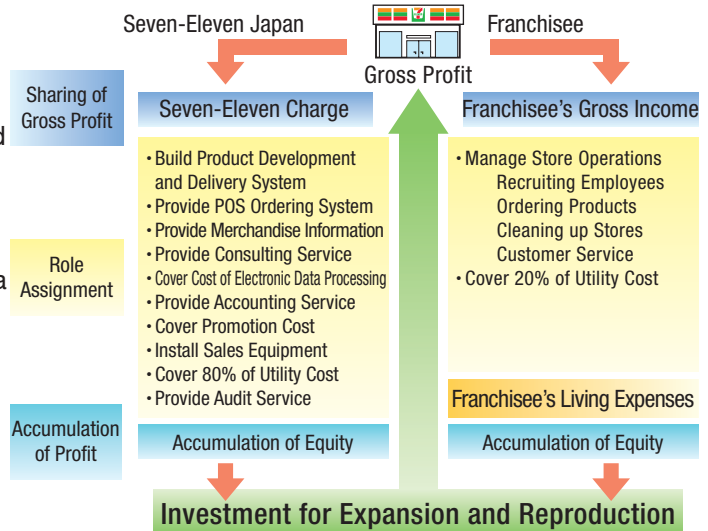 Seven-Eleven Japan
Franchisee
Gross Profit
Sharing of
Gross Profit
d
Seven-Eleven Charge
Franchisee's Gross Income
Role
Assignment
a
• Build Product Development
and Delivery System
• Provide POS Ordering System
• Provide Merchandise Information
• Provide Consulting Service
• Cover Cost of Electronic Data Processing
• Provide Accounting Service
• Cover Promotion Cost
• Install Sales Equipment
• Cover 80% of Utility Cost
• Provide Audit Service
• Manage Store Operations
Recruiting Employees
Ordering Products
Cleaning up Stores
Customer Service
• Cover 20% of Utility Cost
Franchisee's Living Expenses
Accumulation
of Profit
Accumulation of Equity
Accumulation of Equity
Investment for Expansion and Reproduction